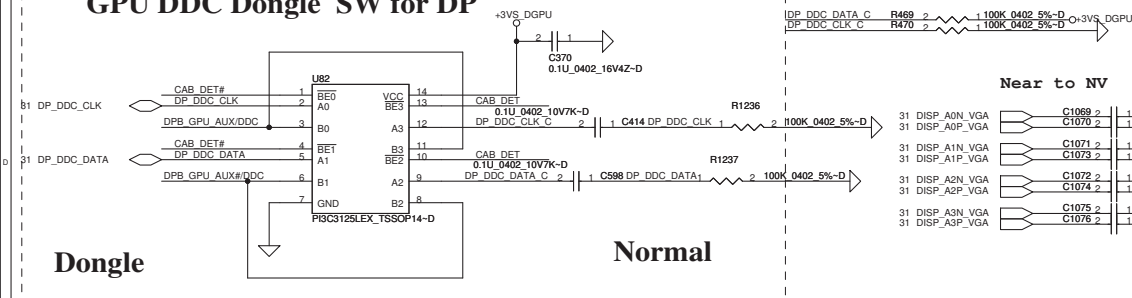 GPU DDC Dongle SW for DP
+3VS_DGPU
2 1
C370
0.1U_0402_16V4Z~D
DP_DDC_DATA_C R469 2 1 100K_0402_5%~D +3VS_DGPU
DP_DDC_CLK_C R470 2 1 100K_0402_5%~D
Near to NV
U82
CAB_DET# 1 BE0 VCC 14
31 DP_DDC_CLK DP_DDC_CLK 2 A0 BE3 13 CAB_DET
0.1U_0402_10V7K~D
DPB_GPU_AUX/DDC 3 B0 A3 12 DP_DDC_CLK_C 2 1 C414 DP_DDC_CLK 1 R1236 2 100K_0402_5%~D
CAB_DET# 4 BE1 B3 11
31 DP_DDC_DATA DP_DDC_DATA 5 A1 BE2 10 CAB_DET
0.1U_0402_10V7K~D
DPB_GPU_AUX#/DDC 6 B1 A2 9 DP_DDC_DATA_C 2 1 C598 DP_DDC_DATA 1 R1237 2 100K_0402_5%~D
7 GND B2 8
PI3C3125LEX_TSSOP14~D
31 DISP_A0N_VGA C1069 2 1
31 DISP_A0P_VGA C1070 2 1
31 DISP_A1N_VGA C1071 2 1
31 DISP_A1P_VGA C1073 2 1
31 DISP_A2N_VGA C1072 2 1
31 DISP_A2P_VGA C1074 2 1
31 DISP_A3N_VGA C1075 2 1
31 DISP_A3P_VGA C1076 2 1
D
Dongle
Normal